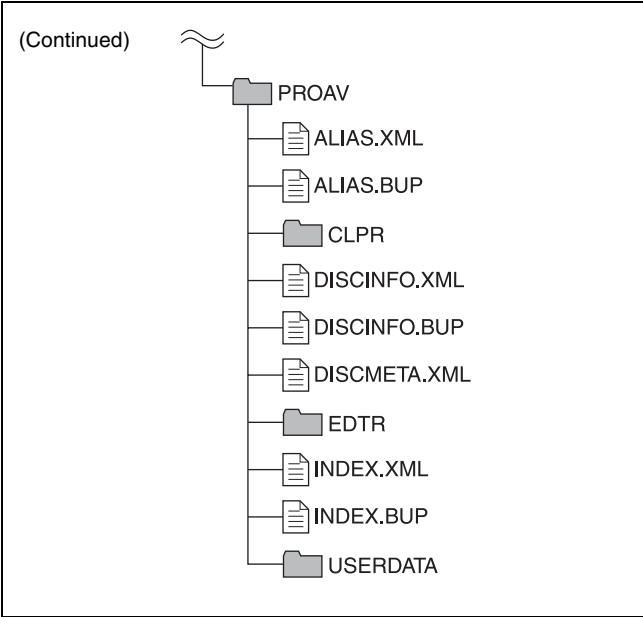 (Continued)
PROAV
ALIAS.XML
ALIAS.BUP
CLPR
DISCINFO.XML
DISCINFO.BUP
DISCMETA.XML
EDTR
INDEX.XML
INDEX.BUP
USERDATA